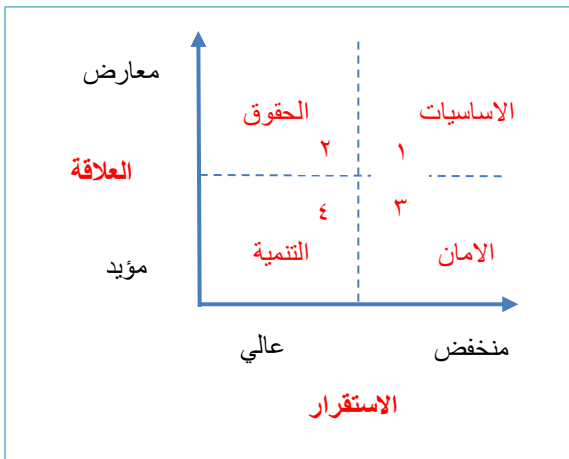 معارض
الاساسيات
الحقوق
١
٢
العلاقة
٣
٤
الامان
التنمية
مؤيد
منخفض
عالي
الاستقرار